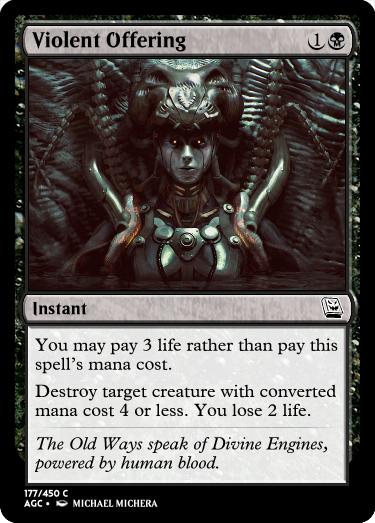 Violent Offering 1
Instant
You may pay 3 life rather than pay this
spell's mana cost.
Destroy target creature with converted
mana cost 4 or less. You lose 2 life.
The Old Ways speak of Divine Engines,
powered by human blood.
177/450 C
AGC • MICHAEL MICHERA